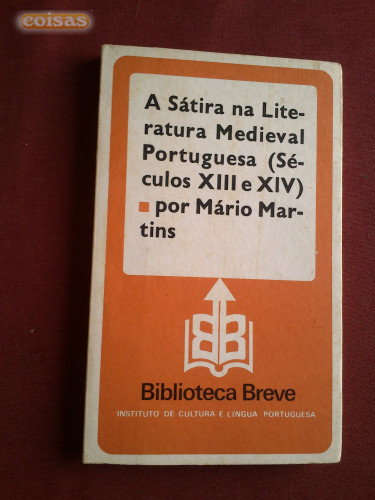 coisas
A Sátira na Lite-
ratura Medieval
Portuguesa (Sé-
culos XIII e XIV)
▪ por Mário Mar-
tins
BB
Biblioteca Breve
INSTITUTO DE CULTURA E LÍNGUA PORTUGUESA